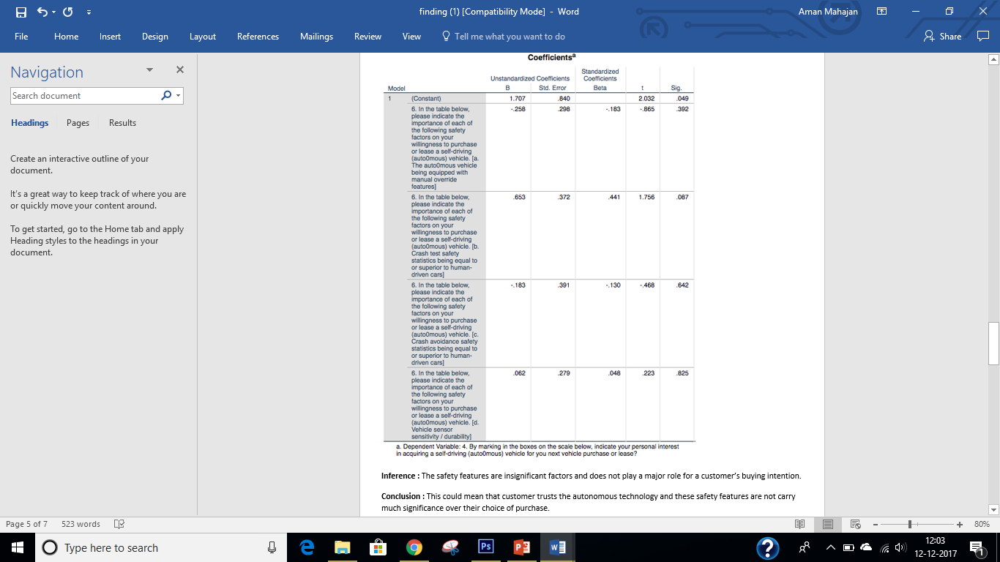 finding (1) [Compatibility Mode] - Word
Aman Mahajan
File Home Insert Design Layout References Mailings Review View Tell me what you want to do Share
Navigation
Search document
Headings Pages Results
Create an interactive outline of your
document.
It's a great way to keep track of where you are
or quickly move your content around.
To get started, go to the Home tab and apply
Heading styles to the headings in your
document.
Coefficientsa
Unstandardized Coefficients
Standardized
Coefficients
Model B Std. Error Beta t Sig.
1 (Constant) 1.707 .840 2.032 .049
6. In the table below, -.258 .298 -.183 -.865 .392
please indicate the
importance of each of
the following safety
factors on your
willingness to purchase
or lease a self-driving
(auto0mous) vehicle. [a.
The auto0mous vehicle
being equipped with
manual override
features]
6. In the table below, .653 .372 .441 1.756 .087
please indicate the
importance of each of
the following safety
factors on your
willingness to purchase
or lease a self-driving
(auto0mous) vehicle. [b.
Crash test safety
statistics being equal to
or superior to human-
driven cars]
6. In the table below, -.183 .391 -.130 -.468 .642
please indicate the
importance of each of
the following safety
factors on your
willingness to purchase
or lease a self-driving
(auto0mous) vehicle. [c.
Crash avoidance safety
statistics being equal to
or superior to human-
driven cars]
6. In the table below, .062 .279 .048 .223 .825
please indicate the
importance of each of
the following safety
factors on your
willingness to purchase
or lease a self-driving
(auto0mous) vehicle. [d.
Vehicle sensor
sensitivity / durability]
a. Dependent Variable: 4. By marking in the boxes on the scale below, indicate your personal interest
in acquiring a self-driving (auto0mous) vehicle for you next vehicle purchase or lease?
Inference : The safety features are insignificant factors and does not play a major role for a customer's buying intention.
Conclusion : This could mean that customer trusts the autonomous technology and these safety features are not carry
much significance over their choice of purchase.
Page 5 of 7 523 words
80%
Type here to search
Ps
12:03
12-12-2017
1